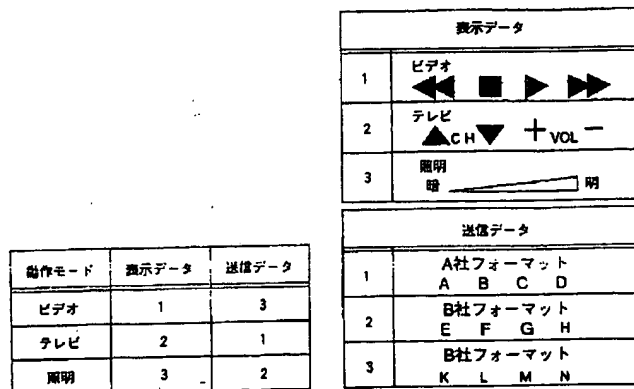 表示データ
1 ビデオ
2 テレビ
CH VOL
3 照明
暗 明
送信データ
1 A社フォーマット
A B C D
2 B社フォーマット
E F G H
3 B社フォーマット
K L M N
動作モード 表示データ 送信データ
ビデオ 1 3
テレビ 2 1
照明 3 2